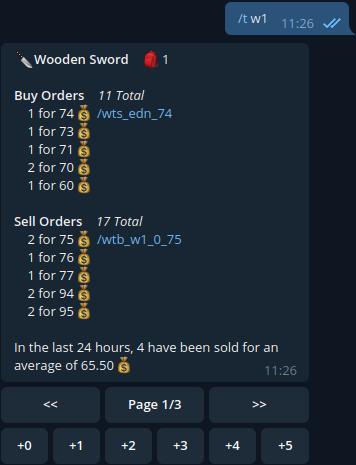 /t w1
11:26
Wooden Sword 1
Buy Orders 11 Total
1 for 74 /wts_edn_74
1 for 73
1 for 71
2 for 70
1 for 60
Sell Orders 17 Total
2 for 75 /wtb_w1_0_75
1 for 76
1 for 77
2 for 94
2 for 95
In the last 24 hours, 4 have been sold for an
average of 65.50
11:26
<< Page 1/3 >>
+0 +1 +2 +3 +4 +5